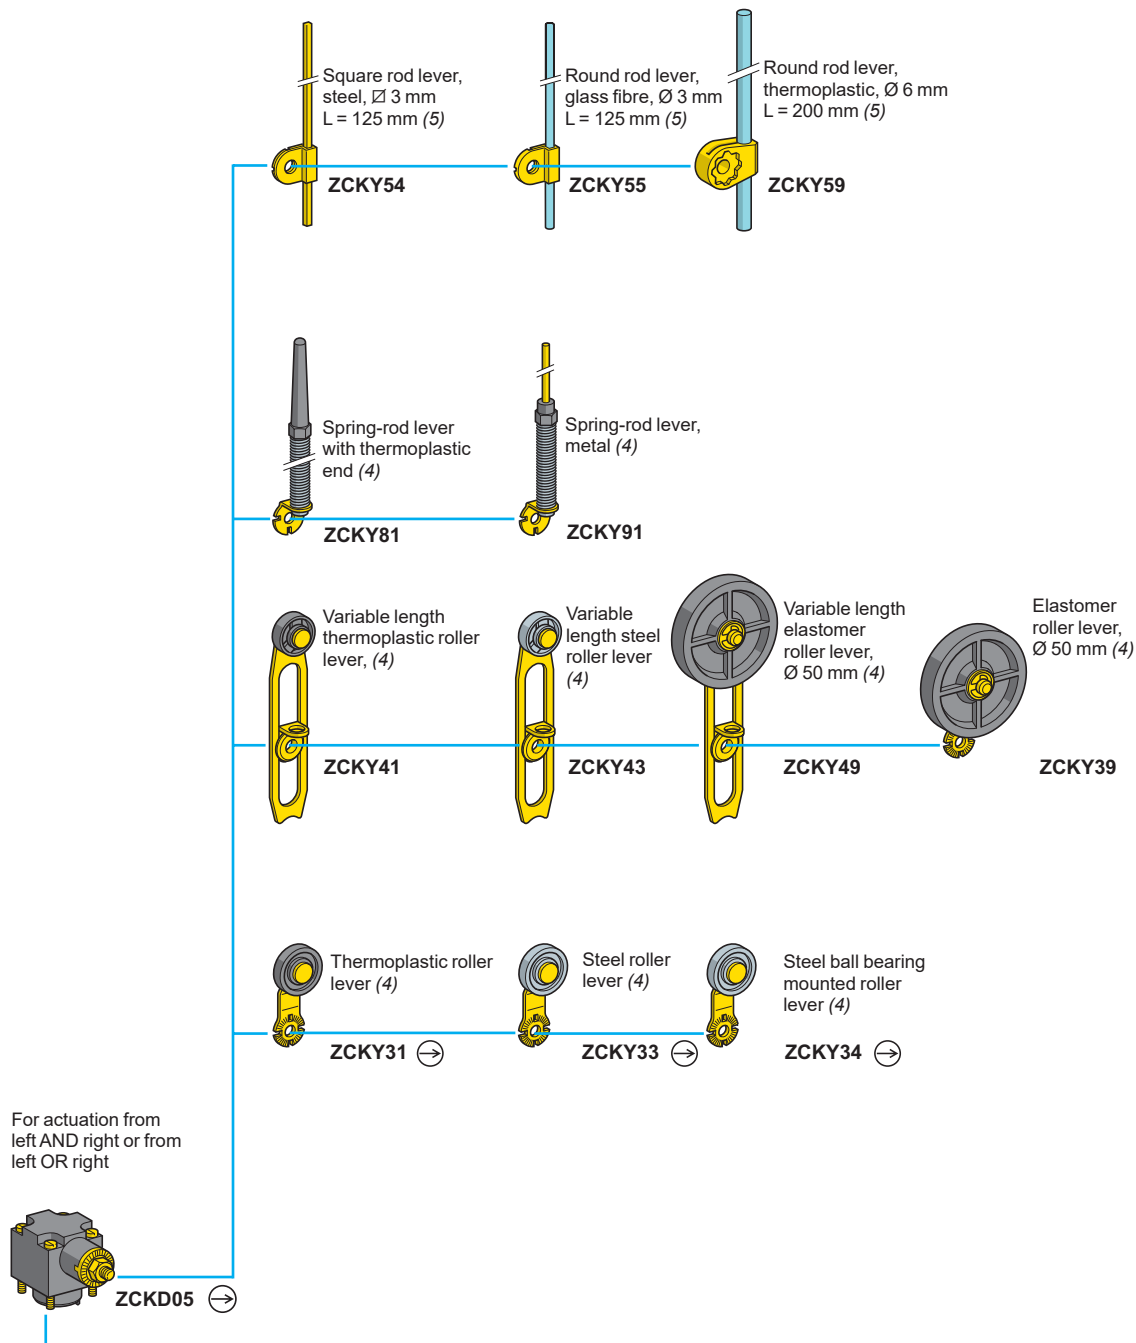 Square rod lever,
steel, ⍁ 3 mm
L = 125 mm (5)
ZCKY54
Round rod lever,
glass fibre, Ø 3 mm
L = 125 mm (5)
ZCKY55
Round rod lever,
thermoplastic, Ø 6 mm
L = 200 mm (5)
ZCKY59
Spring-rod lever
with thermoplastic
end (4)
ZCKY81
Spring-rod lever,
metal (4)
ZCKY91
Variable length
thermoplastic roller
lever, (4)
ZCKY41
Variable
length steel
roller lever
(4)
ZCKY43
Variable length
elastomer
roller lever,
Ø 50 mm (4)
ZCKY49
Elastomer
roller lever,
Ø 50 mm (4)
ZCKY39
Thermoplastic roller
lever (4)
ZCKY31
Steel roller
lever (4)
ZCKY33
Steel ball bearing
mounted roller
lever (4)
ZCKY34
For actuation from
left AND right or from
left OR right
ZCKD05